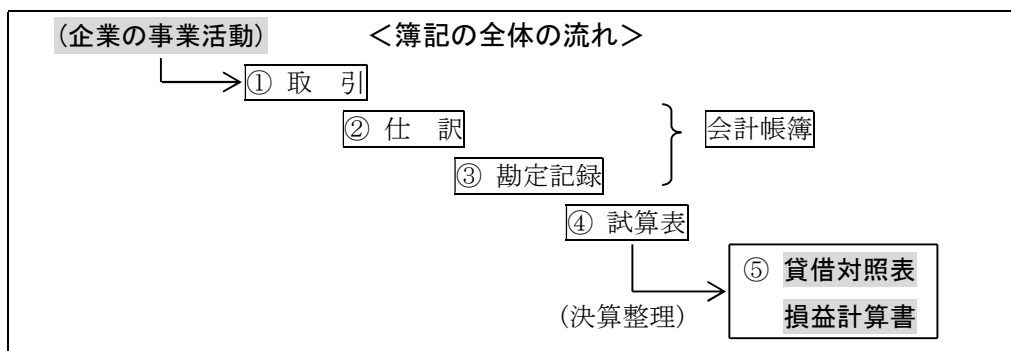 (企業の事業活動) <簿記の全体の流れ>
① 取 引
② 仕 訳 会計帳簿
③ 勘定記録
④ 試算表
⑤ 貸借対照表
(決算整理) 損益計算書